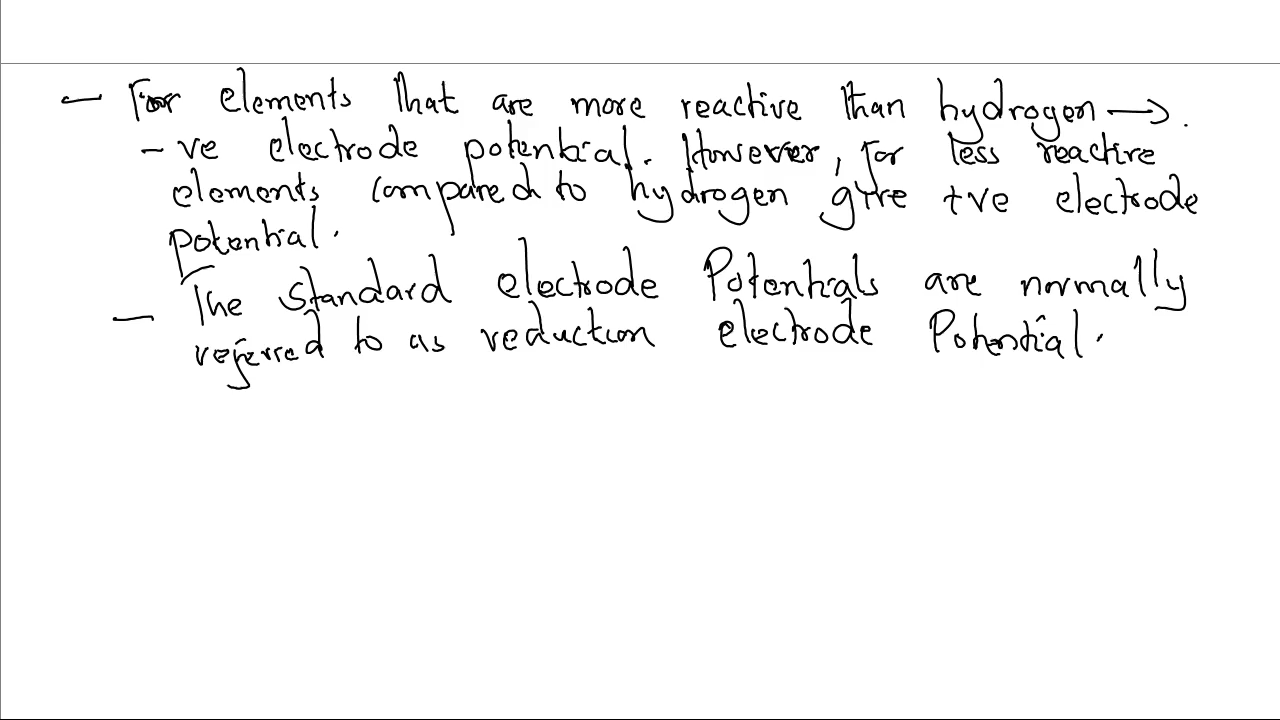 – For elements that are more reactive than hydrogen → .
-ve electrode potential. However, for less reactive
elements compared to hydrogen give +ve electrode
potential.
– The standard electrode Potentials are normally
referred to as reduction electrode Potential.